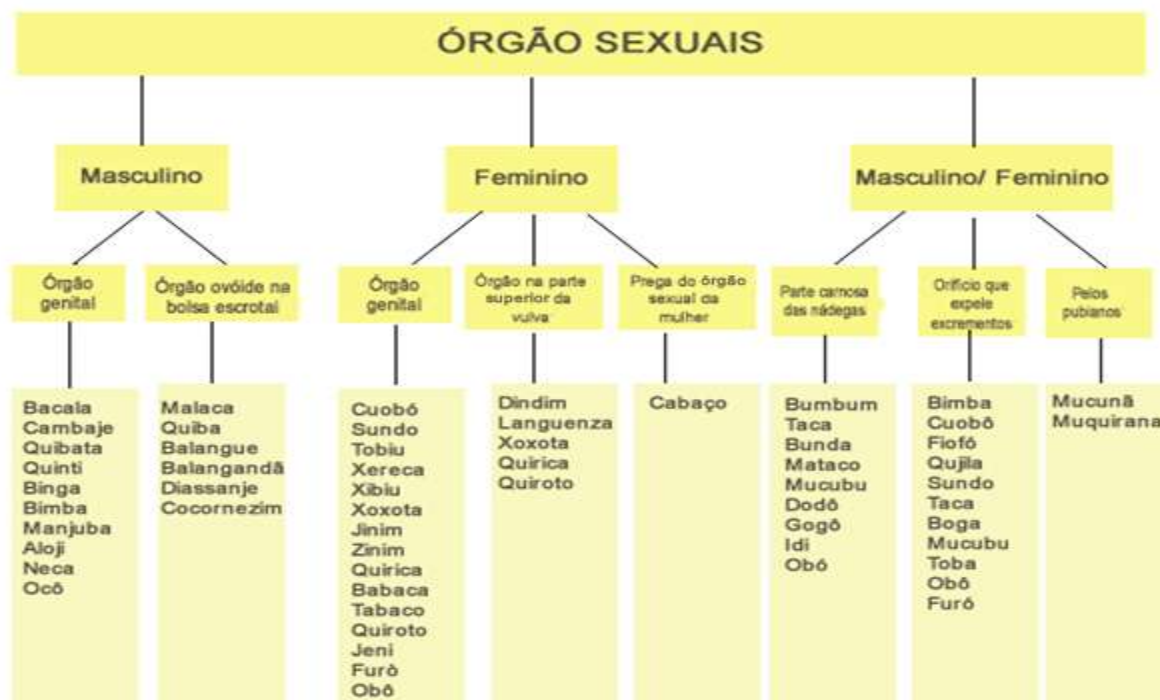 ÓRGÃO SEXUAIS
Masculino
Feminino
Masculino/ Feminino
Órgão
genital
Órgão ovóide na
bolsa escrotal
Órgão
genital
Órgão na parte
superior da
vulva
Prega do órgão
sexual da
mulher
Parte carnosa
das nádegas
Orifício que
expele
excrementos
Pelos
pubianos
Bacala
Cambaje
Quibata
Quinti
Binga
Bimba
Manjuba
Aloji
Neca
Ocô
Malaca
Quiba
Balangue
Balangandã
Diassanje
Cocornezim
Cuobó
Sundo
Tobiu
Xereca
Xibiu
Xoxota
Jinim
Zinim
Quirica
Babaca
Tabaco
Quiroto
Jeni
Furò
Obô
Dindim
Languenza
Xoxota
Quirica
Quiroto
Cabaço
Bumbum
Taca
Bunda
Mataco
Mucubu
Dodô
Gogô
Idi
Obó
Bimba
Cuobô
Fiofó
Qujila
Sundo
Taca
Boga
Mucubu
Toba
Obô
Furó
Mucunã
Muquirana